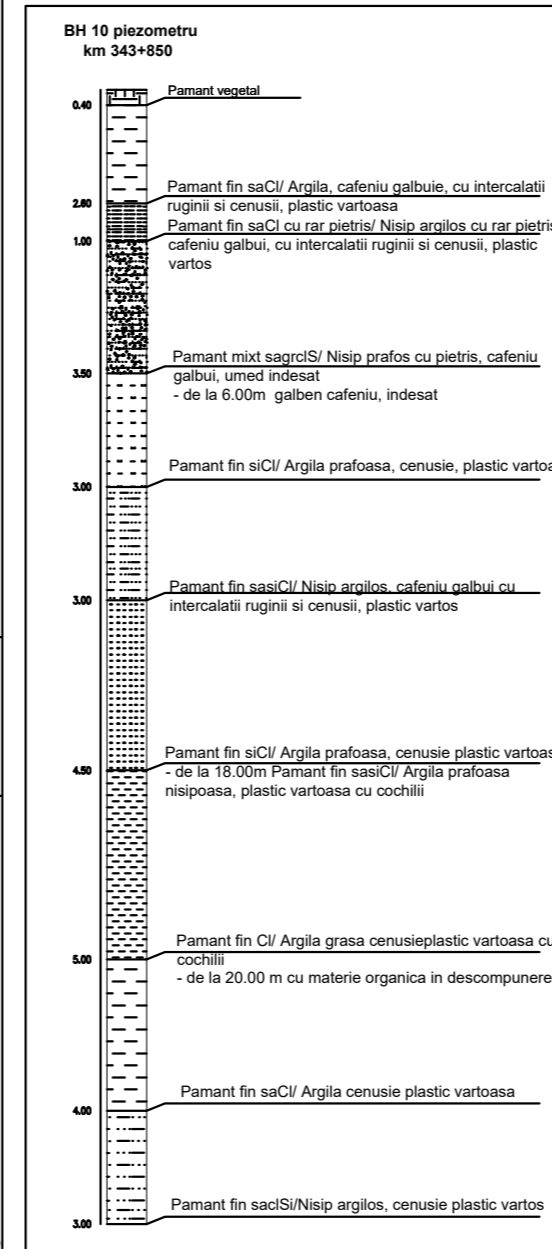 BH 10 piezometru
km 343+850
Pamant vegetal
0.40
Pamant fin saCl/ Argila, cafeniu galbuie, cu intercalatii
ruginii si cenusii, plastic vartoasa
2.60
Pamant fin saCl cu rar pietris/ Nisip argilos cu rar pietris
cafeniu galbui, cu intercalatii ruginii si cenusii, plastic
vartos
1.00
Pamant mixt sagrclS/ Nisip prafos cu pietris, cafeniu
galbui, umed indesat
- de la 6.00m galben cafeniu, indesat
3.50
Pamant fin siCl/ Argila prafoasa, cenusie, plastic vartoa
3.00
Pamant fin sasiCl/ Nisip argilos, cafeniu galbui cu
intercalatii ruginii si cenusii, plastic vartos
3.00
Pamant fin siCl/ Argila prafoasa, cenusie plastic vartoas
- de la 18.00m Pamant fin sasiCl/ Argila prafoasa
nisipoasa, plastic vartoasa cu cochilii
4.50
Pamant fin Cl/ Argila grasa cenusieplastic vartoasa cu
cochilii
- de la 20.00 m cu materie organica in descompunere
5.00
Pamant fin saCl/ Argila cenusie plastic vartoasa
4.00
Pamant fin saclSi/Nisip argilos, cenusie plastic vartos
3.00